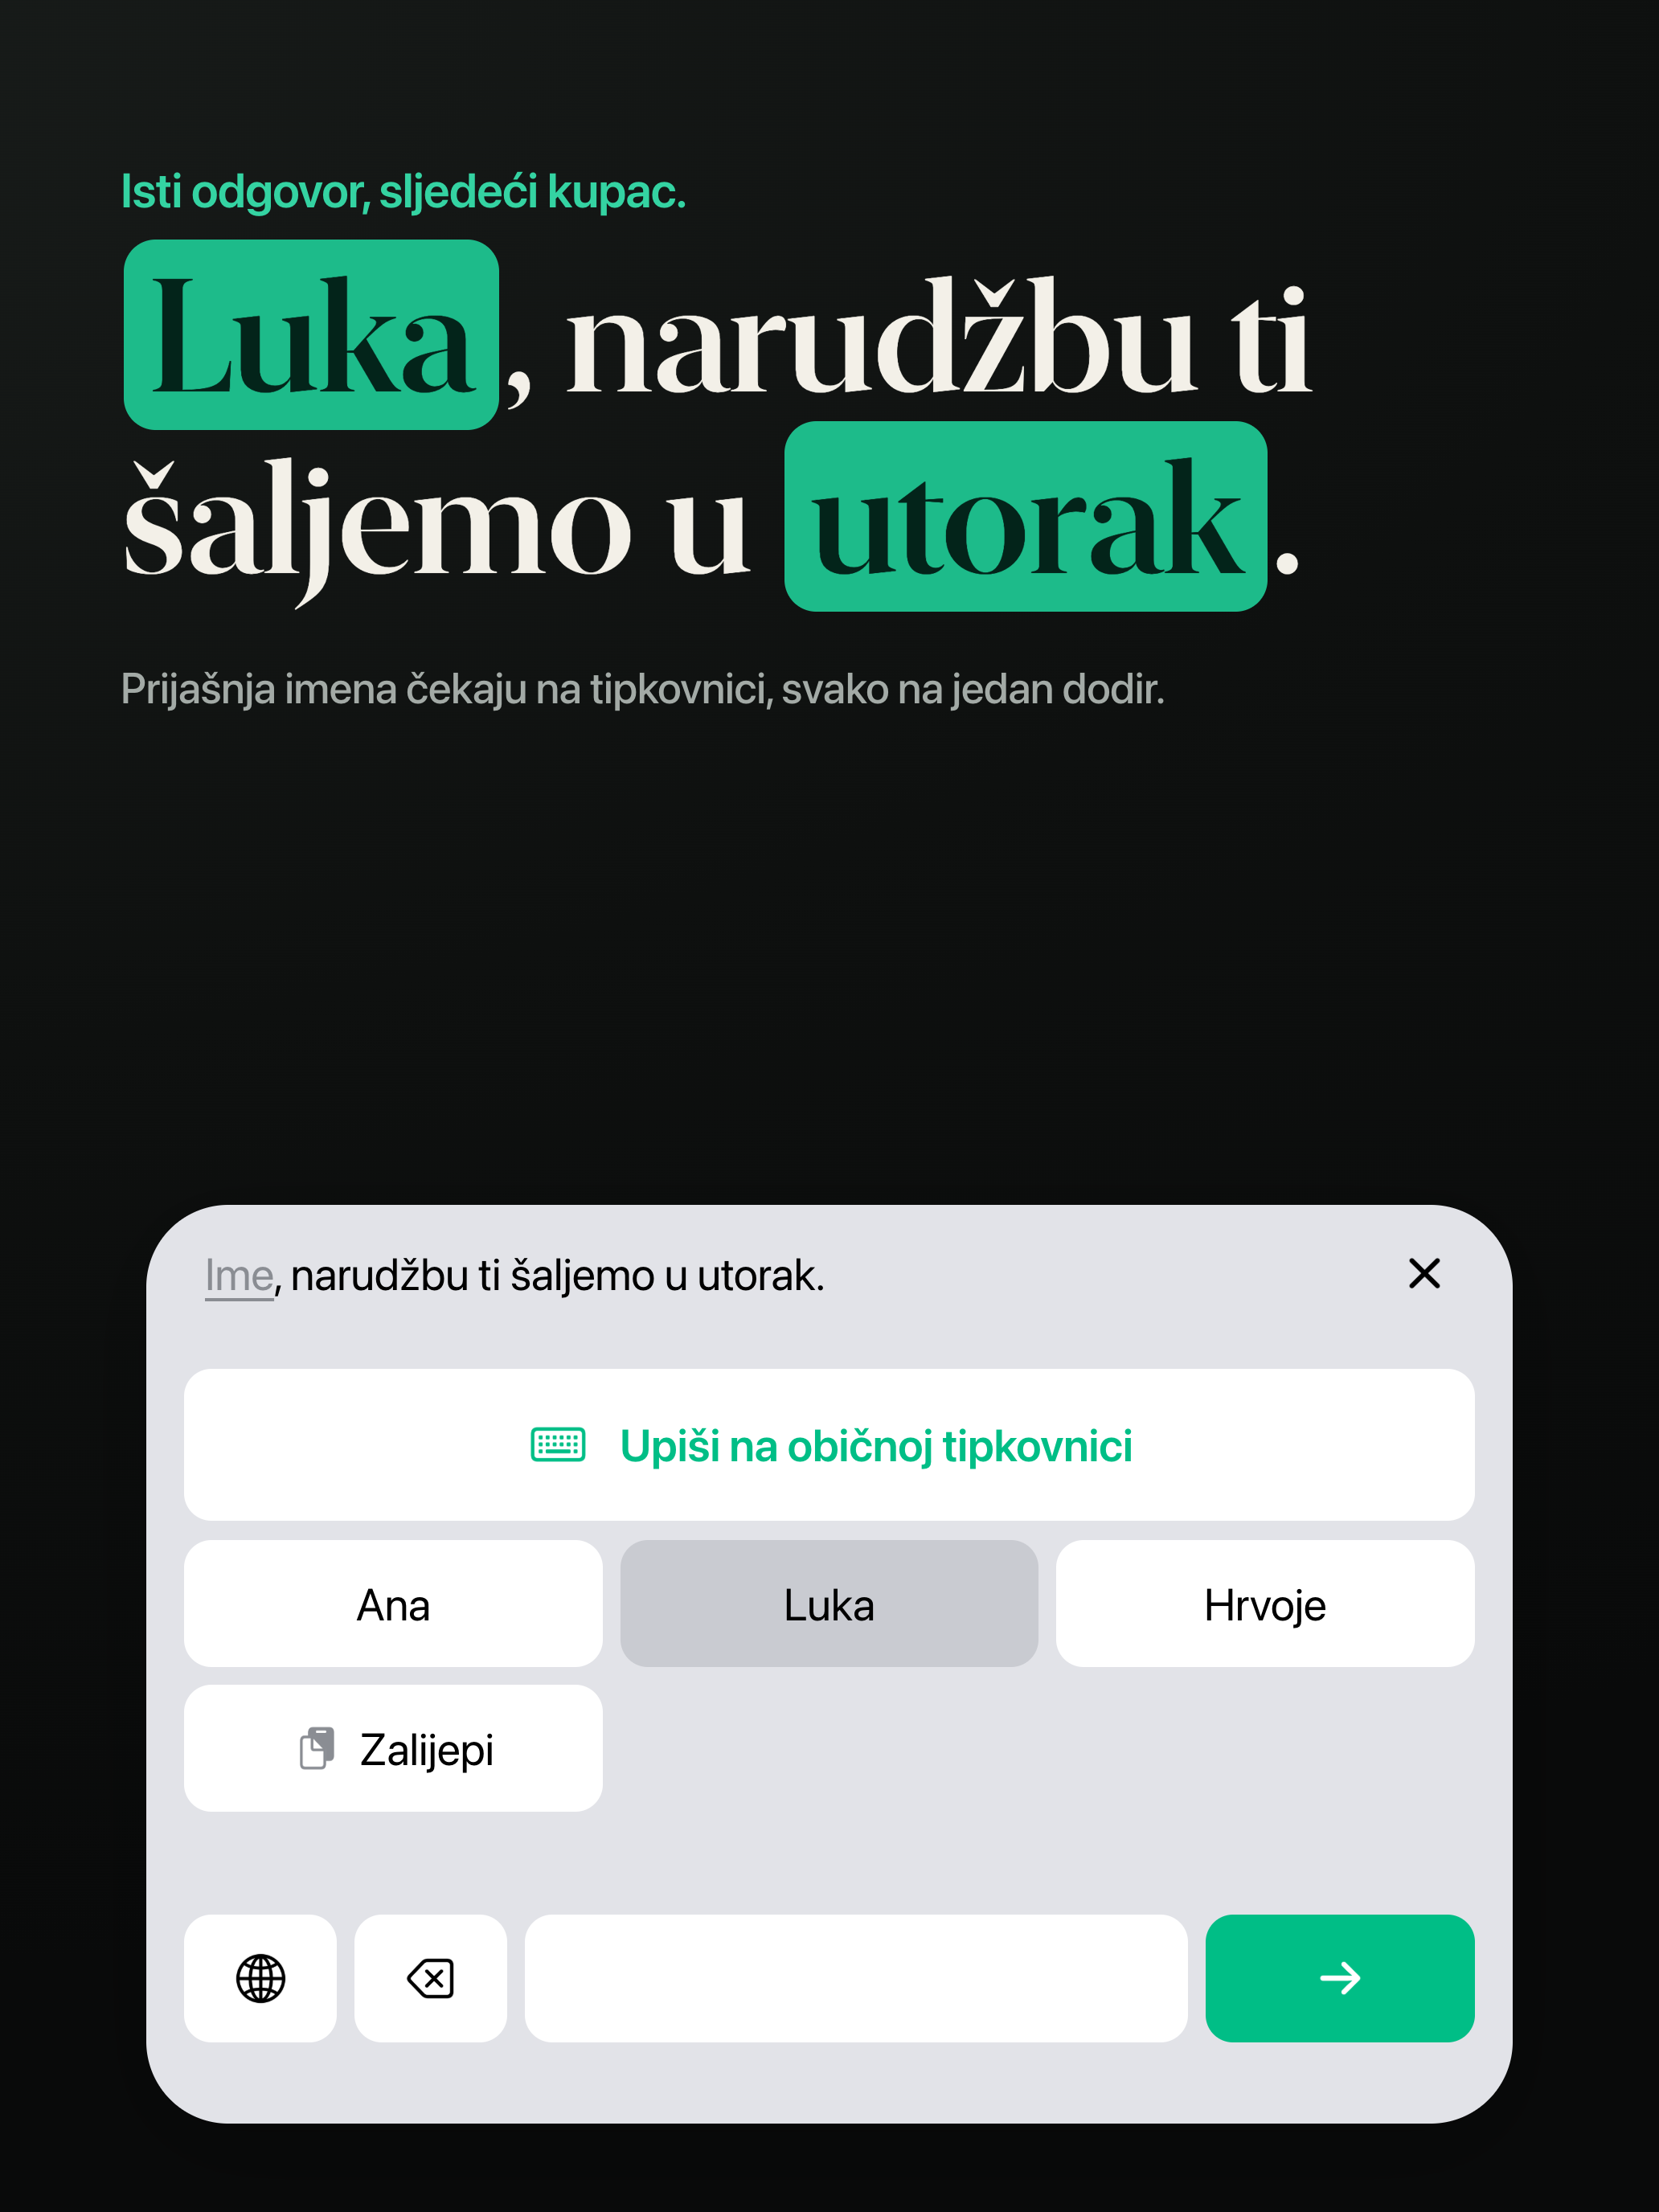 Isti odgovor, sljedeći kupac.
Luka, narudžbu ti
šaljemo u utorak.
Prijašnja imena čekaju na tipkovnici, svako na jedan dodir.
Ime, narudžbu ti šaljemo u utorak.
Upiši na običnoj tipkovnici
Ana
Luka
Hrvoje
Zalijepi